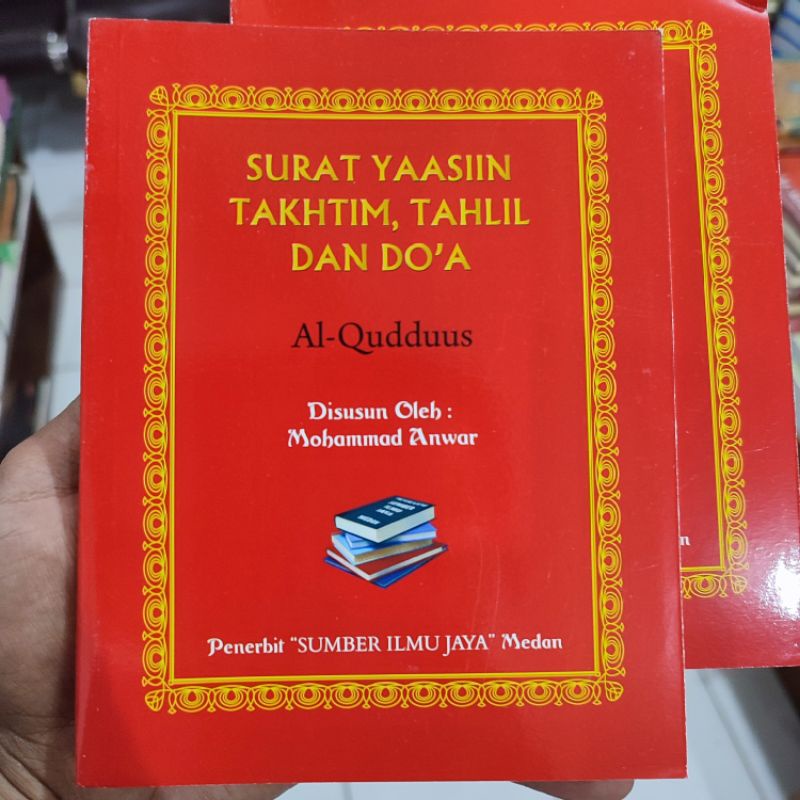 SURAT YAASIIN
TAKHTIM, TAHLIL
DAN DO'A
Al-Qudduus
Disusun Oleh :
Mohammad Anwar
Penerbit "SUMBER ILMU JAYA" Medan